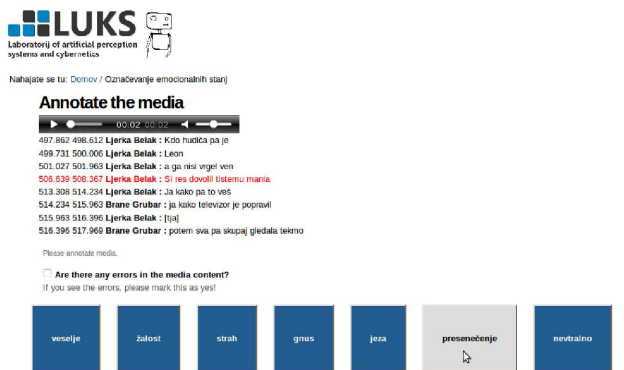 LUKS
Laboratorij of artificial perception
systems and cybernetics
Nahajate se tu: Domov / Označevanje emocionalnih stanj
Annotate the media
00:02 00:02
497.862 498.612 Ljerka Belak : Kdo hudiča pa je
499.731 500.006 Ljerka Belak : Leon
501.027 501.963 Ljerka Belak : a ga nisi vrgel ven
506.639 508.367 Ljerka Belak : Si res dovolil tistemu mania
513.308 514.234 Ljerka Belak : Ja kako pa to veš
514.234 515.963 Brane Grubar : ja kako televizor je popravil
515.963 516.396 Ljerka Belak : [tja]
516.396 517.969 Brane Grubar : potem sva pa skupaj gledala tekmo
Please annotate media.
Are there any errors in the media content?
If you see the errors, please mark this as yes!
veselje žalost strah gnus jeza presenečenje nevtralno